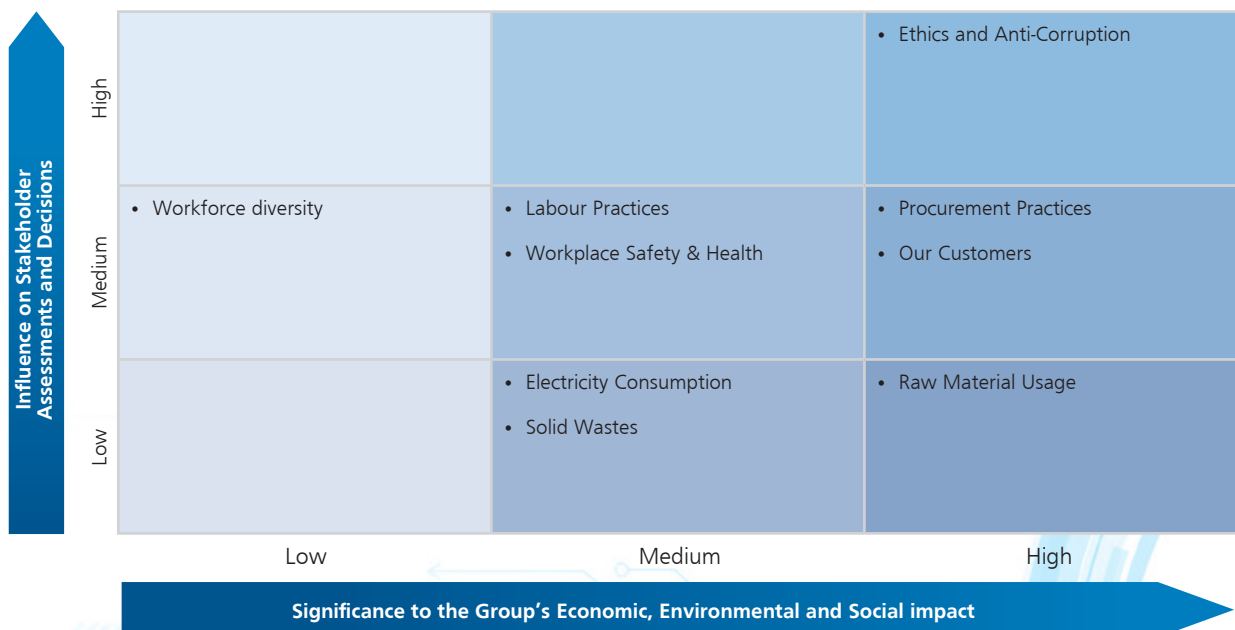 Influence on Stakeholder
Assessments and Decisions
High
• Ethics and Anti-Corruption
Medium
• Workforce diversity
• Labour Practices
• Workplace Safety & Health
• Procurement Practices
• Our Customers
Low
• Electricity Consumption
• Solid Wastes
• Raw Material Usage
Low
Medium
High
Significance to the Group's Economic, Environmental and Social impact